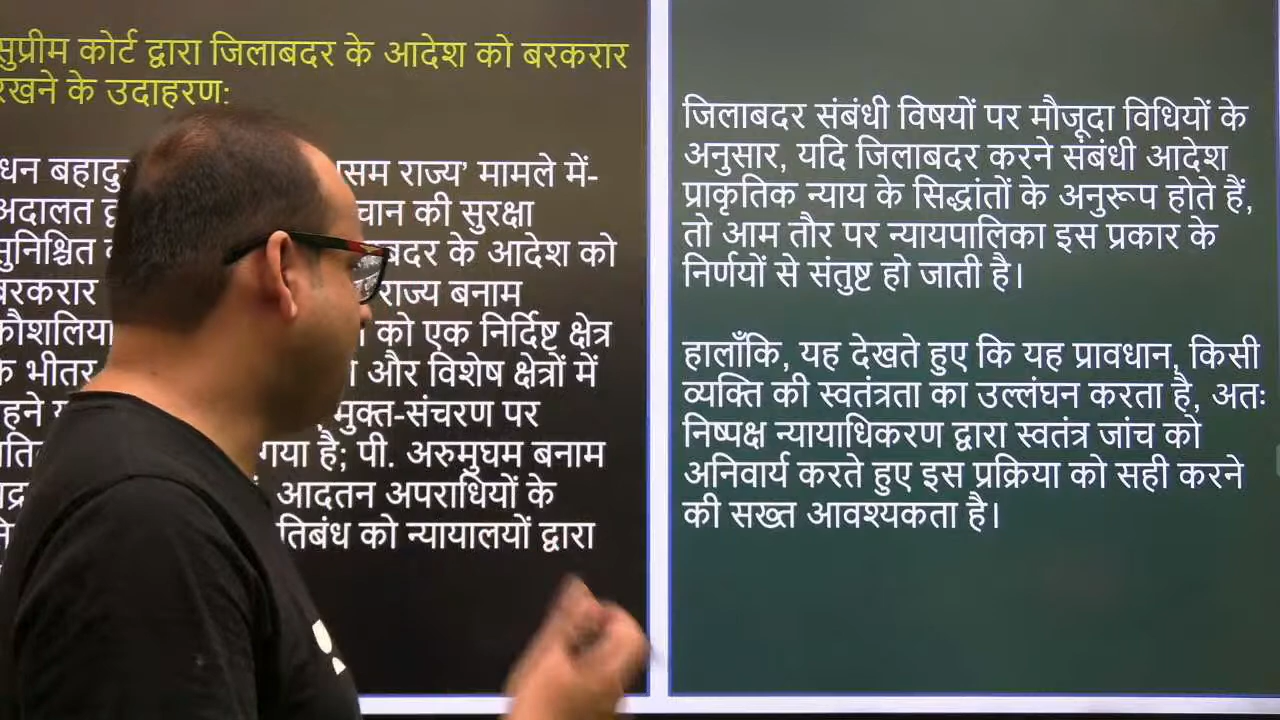 सुप्रीम कोर्ट द्वारा जिलाबदर के आदेश को बरकरार
रखने के उदाहरण:
धन बहादु सम राज्य’ मामले में-
अदालत चान की सुरक्षा
सुनिश्चित बदर के आदेश को
बरकरार राज्य बनाम
कौशलिया को एक निर्दिष्ट क्षेत्र
के भीतर और विशेष क्षेत्रों में
मुक्त-संचरण पर
गया है; पी. अरुमुघम बनाम
आदतन अपराधियों के
तिबंध को न्यायालयों द्वारा
जिलाबदर संबंधी विषयों पर मौजूदा विधियों के
अनुसार, यदि जिलाबदर करने संबंधी आदेश
प्राकृतिक न्याय के सिद्धांतों के अनुरूप होते हैं,
तो आम तौर पर न्यायपालिका इस प्रकार के
निर्णयों से संतुष्ट हो जाती है।
हालाँकि, यह देखते हुए कि यह प्रावधान, किसी
व्यक्ति की स्वतंत्रता का उल्लंघन करता है, अतः
निष्पक्ष न्यायाधिकरण द्वारा स्वतंत्र जांच को
अनिवार्य करते हुए इस प्रक्रिया को सही करने
की सख्त आवश्यकता है।